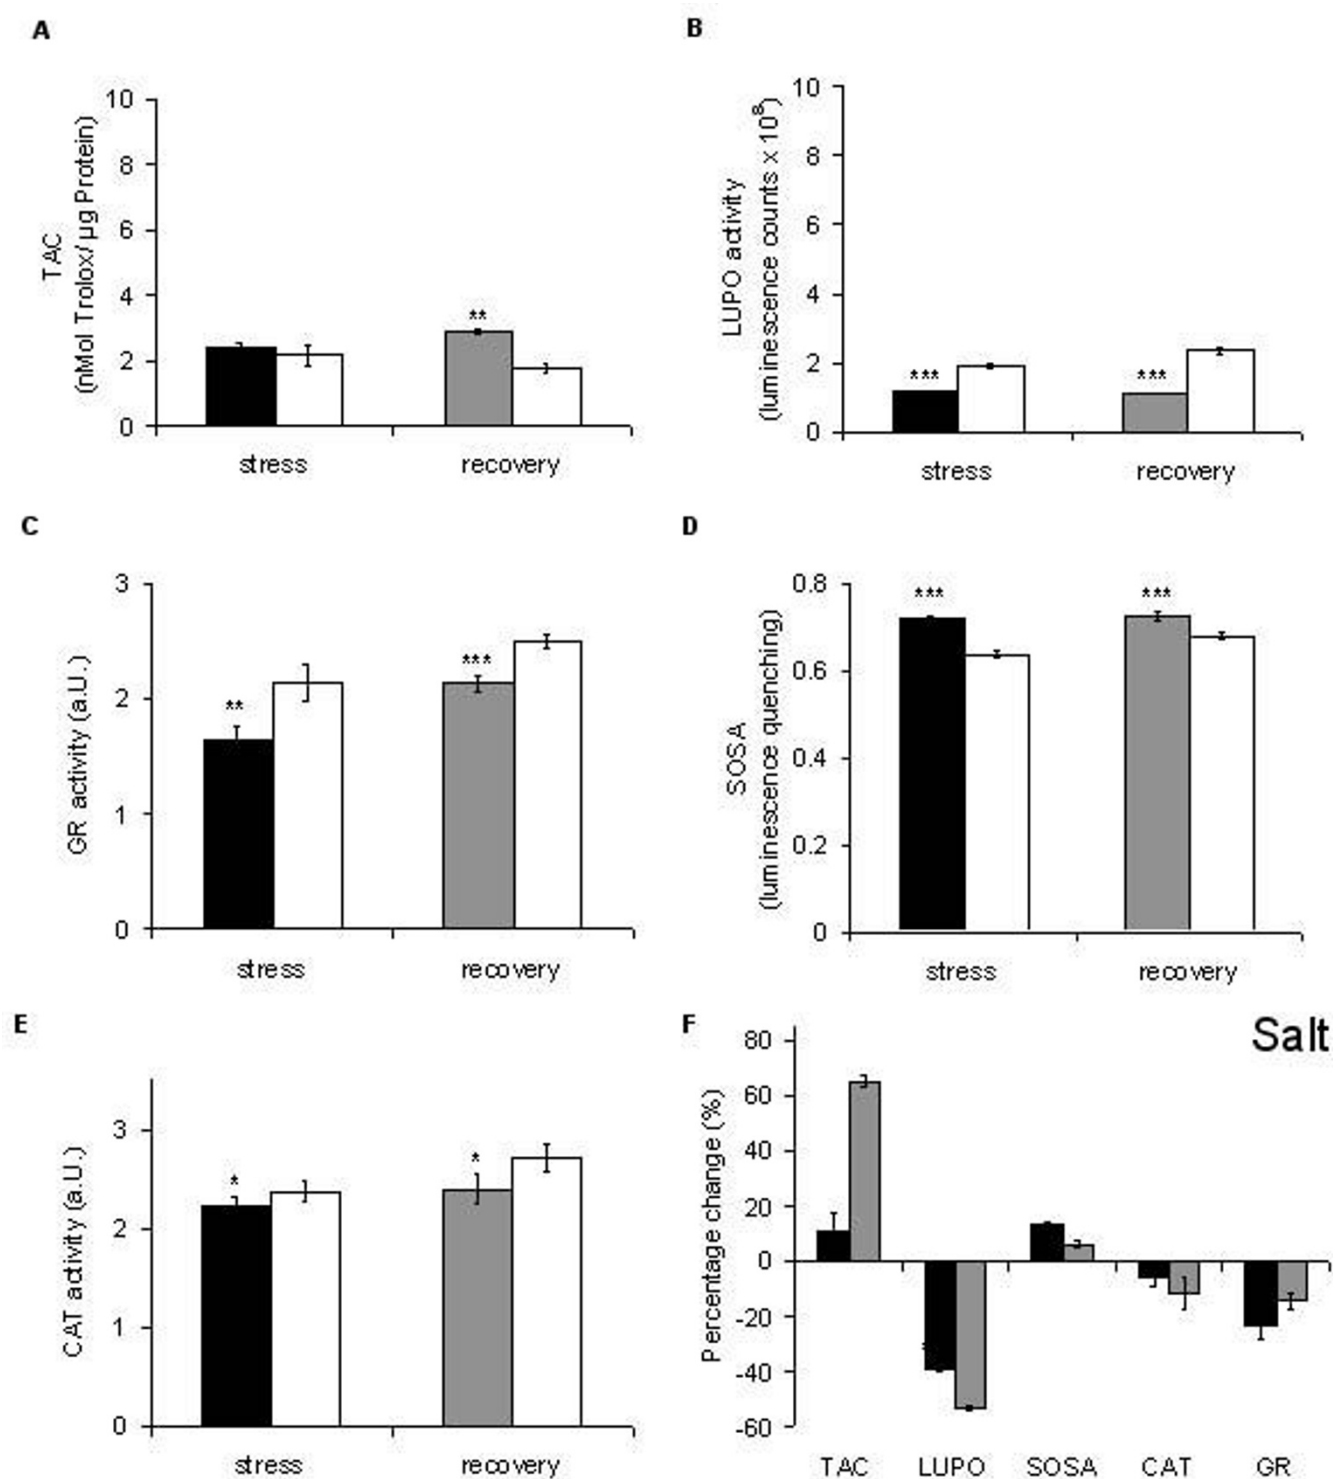 A
10
8
6
4
2
0
TAC
(nMol Trolox/ µg Protein)
**
stress
recovery
B
10
8
6
4
2
0
LUPO activity
(luminescence counts x 10⁸)
***
***
stress
recovery
C
3
2
1
0
GR activity (a.U.)
**
***
stress
recovery
D
0.8
0.6
0.4
0.2
0
SOSA
(luminescence quenching)
***
***
stress
recovery
E
3
2
1
0
CAT activity (a.U.)
*
*
stress
recovery
F
Salt
80
60
40
20
0
-20
-40
-60
Percentage change (%)
TAC LUPO SOSA CAT GR